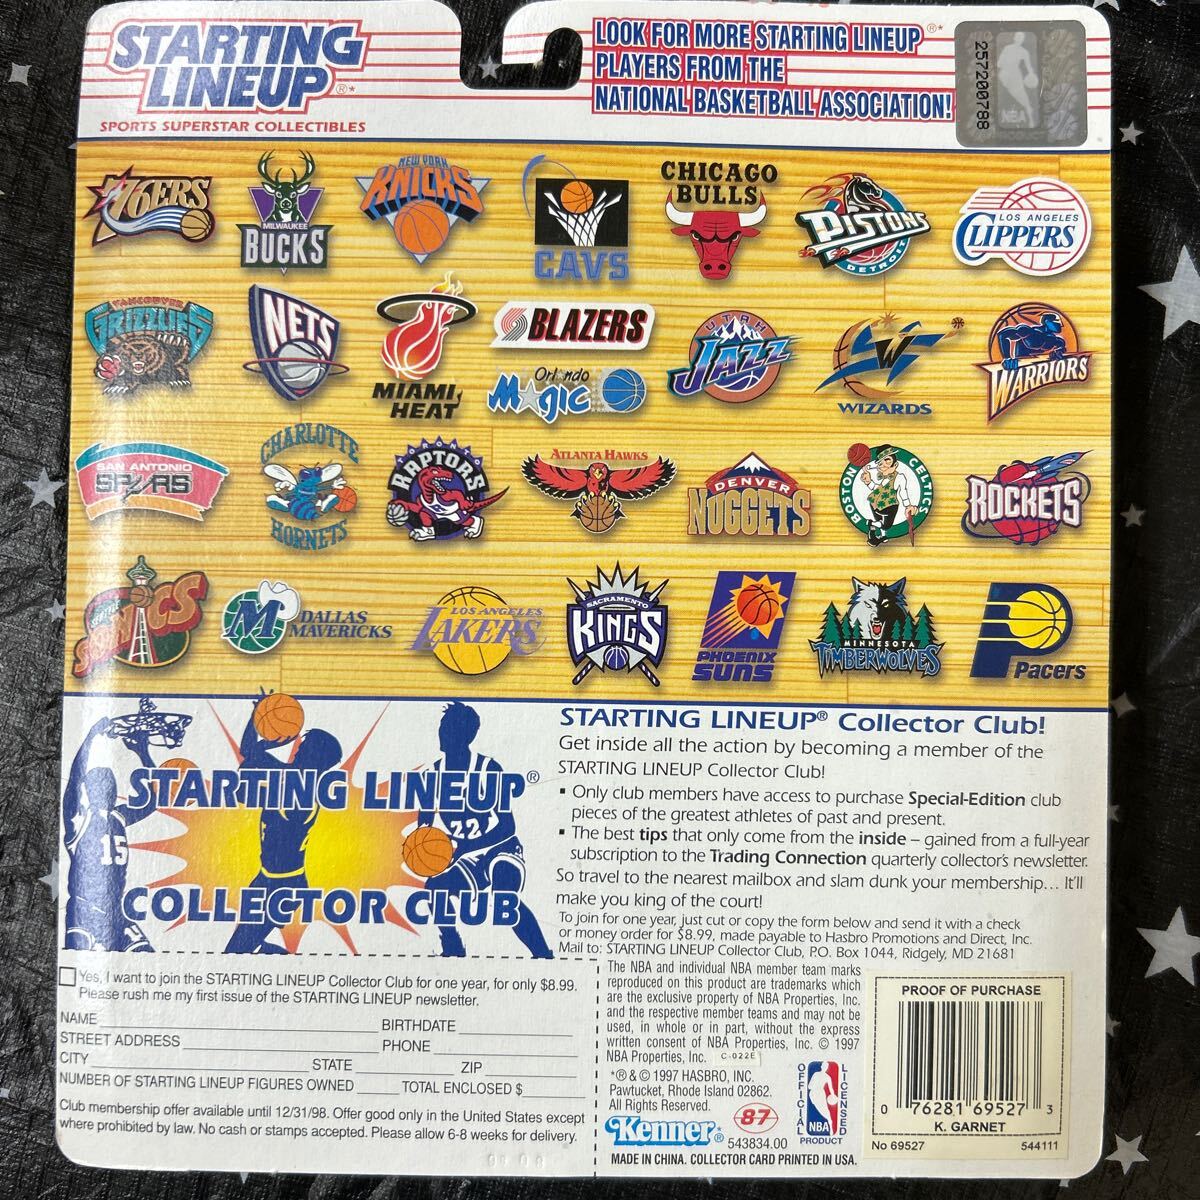 STARTING
LINEUP®*
SPORTS SUPERSTAR COLLECTIBLES
LOOK FOR MORE STARTING LINEUP®*
PLAYERS FROM THE
NATIONAL BASKETBALL ASSOCIATION!
257200788
NBA
76ERS
MILWAUKEE
BUCKS
NEW YORK
KNICKS
CAVS
CHICAGO
BULLS
PISTONS
DETROIT
LOS ANGELES
CLIPPERS
VANCOUVER
GRIZZLIES
NETS
MIAMI
HEAT
BLAZERS
Orlando
Magic
UTAH
JAZZ
WIZARDS
WARRIORS
SAN ANTONIO
SPURS
CHARLOTTE
HORNETS
TORONTO
RAPTORS
ATLANTA HAWKS
DENVER
NUGGETS
BOSTON
CELTICS
ROCKETS
SONICS
M
DALLAS
MAVERICKS
LOS ANGELES
LAKERS
SACRAMENTO
KINGS
PHOENIX
SUNS
MINNESOTA
TIMBERWOLVES
Pacers
15
22
STARTING LINEUP®
COLLECTOR CLUB
STARTING LINEUP® Collector Club!
Get inside all the action by becoming a member of the
STARTING LINEUP Collector Club!
▪ Only club members have access to purchase Special-Edition club
pieces of the greatest athletes of past and present.
▪ The best tips that only come from the inside – gained from a full-year
subscription to the Trading Connection quarterly collector's newsletter.
So travel to the nearest mailbox and slam dunk your membership... It'll
make you king of the court!
To join for one year, just cut or copy the form below and send it with a check
or money order for $8.99, made payable to Hasbro Promotions and Direct, Inc.
Mail to: STARTING LINEUP Collector Club, P.O. Box 1044, Ridgely, MD 21681
Yes, I want to join the STARTING LINEUP Collector Club for one year, for only $8.99.
Please rush me my first issue of the STARTING LINEUP newsletter.
NAME BIRTHDATE
STREET ADDRESS PHONE
CITY STATE ZIP
NUMBER OF STARTING LINEUP FIGURES OWNED TOTAL ENCLOSED $
Club membership offer available until 12/31/98. Offer good only in the United States except
where prohibited by law. No cash or stamps accepted. Please allow 6-8 weeks for delivery.
The NBA and individual NBA member team marks
reproduced on this product are trademarks which
are the exclusive property of NBA Properties, Inc.
and the respective member teams and may not be
used, in whole or in part, without the express
written consent of NBA Properties, Inc. © 1997
NBA Properties, Inc. C-022E
*® & © 1997 HASBRO, INC.
Pawtucket, Rhode Island 02862.
All Rights Reserved.
87
Kenner® 543834.00
MADE IN CHINA. COLLECTOR CARD PRINTED IN USA.
OFFICIAL
LICENSED
NBA
PRODUCT
PROOF OF PURCHASE
0 76281 69527 3
K. GARNET
No 69527 544111